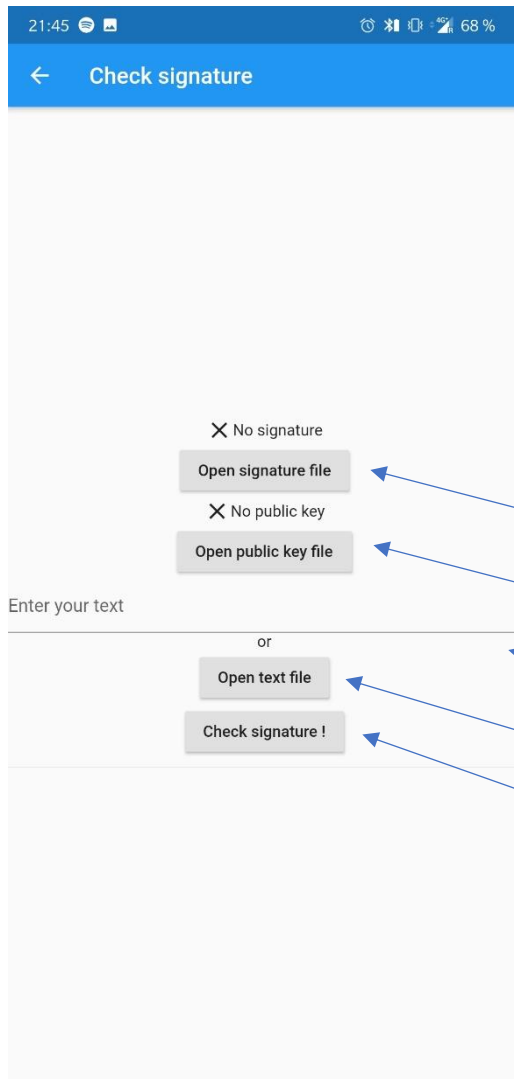 21:45 4G R 68 %
Check signature
No signature
Open signature file
No public key
Open public key file
Enter your text
or
Open text file
Check signature !